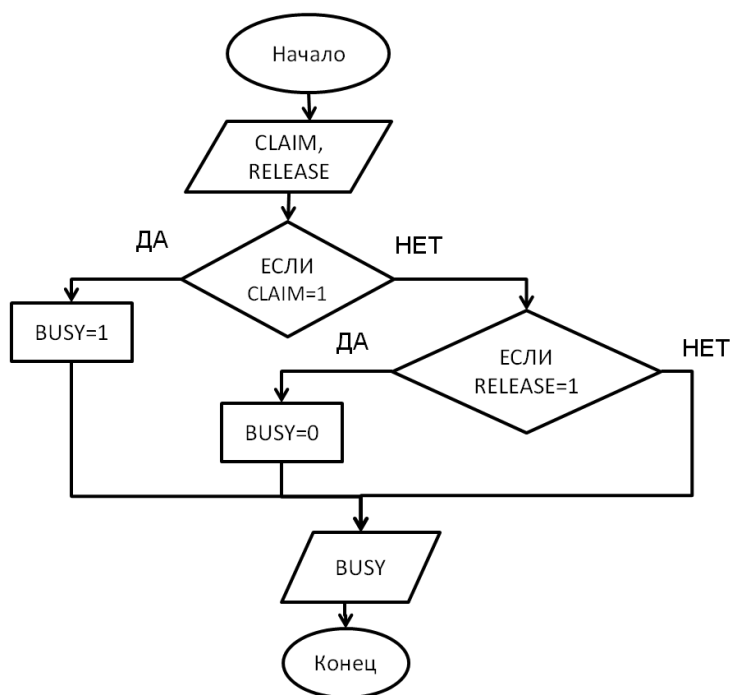 Начало
CLAIM,
RELEASE
ДА
НЕТ
ЕСЛИ
CLAIM=1
BUSY=1
ДА
НЕТ
ЕСЛИ
RELEASE=1
BUSY=0
BUSY
Конец